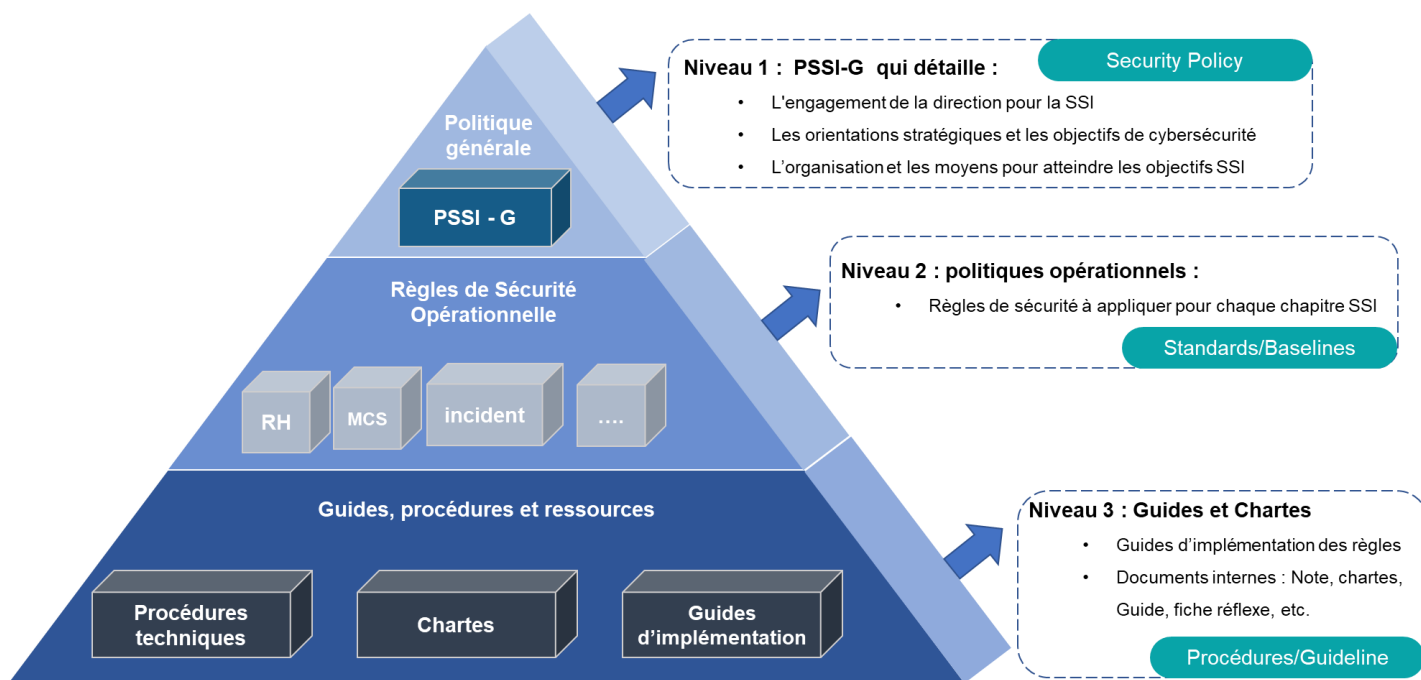 Politique
générale
PSSI - G
Niveau 1 : PSSI-G qui détaille :
Security Policy
• L'engagement de la direction pour la SSI
• Les orientations stratégiques et les objectifs de cybersécurité
• L’organisation et les moyens pour atteindre les objectifs SSI
Règles de Sécurité
Opérationnelle
RH
MCS
incident
....
Niveau 2 : politiques opérationnels :
• Règles de sécurité à appliquer pour chaque chapitre SSI
Standards/Baselines
Guides, procédures et ressources
Procédures
techniques
Chartes
Guides
d’implémentation
Niveau 3 : Guides et Chartes
• Guides d’implémentation des règles
• Documents internes : Note, chartes,
Guide, fiche réflexe, etc.
Procédures/Guideline